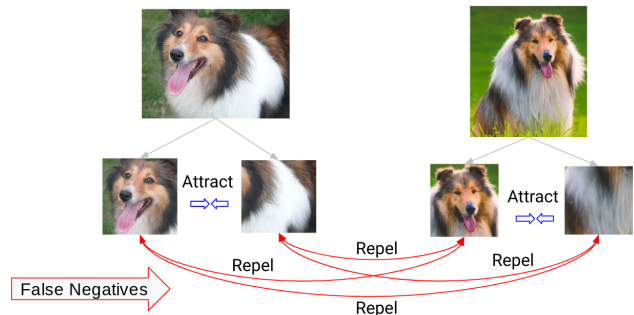 Attract
Attract
Repel
Repel
Repel
False Negatives
Repel